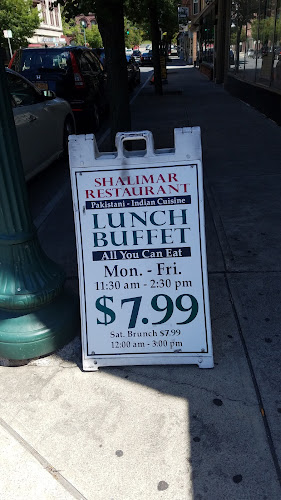 SHALIMAR
RESTAURANT
Pakistani - Indian Cuisine
LUNCH
BUFFET
All You Can Eat
Mon. - Fri.
11:30 am - 2:30 pm
$7.99
Sat. Brunch $7.99
12:00 am - 3:00 pm